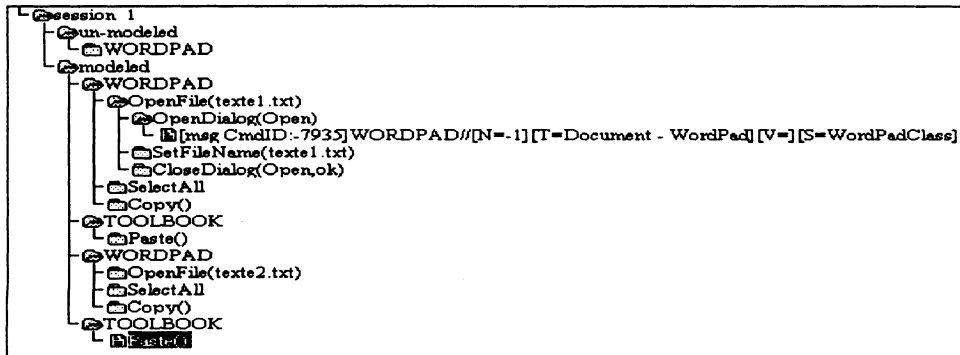 session 1
un-modeled
WORDPAD
modeled
WORDPAD
OpenFile(texte1.txt)
OpenDialog(Open)
[msg CmdID:-7935]WORDPAD//[N=-1][T=Document - WordPad][V=][S=WordPadClass]
SetFileName(texte1.txt)
CloseDialog(Open,ok)
SelectAll
Copy()
TOOLBOOK
Paste()
WORDPAD
OpenFile(texte2.txt)
SelectAll
Copy()
TOOLBOOK
Paste()